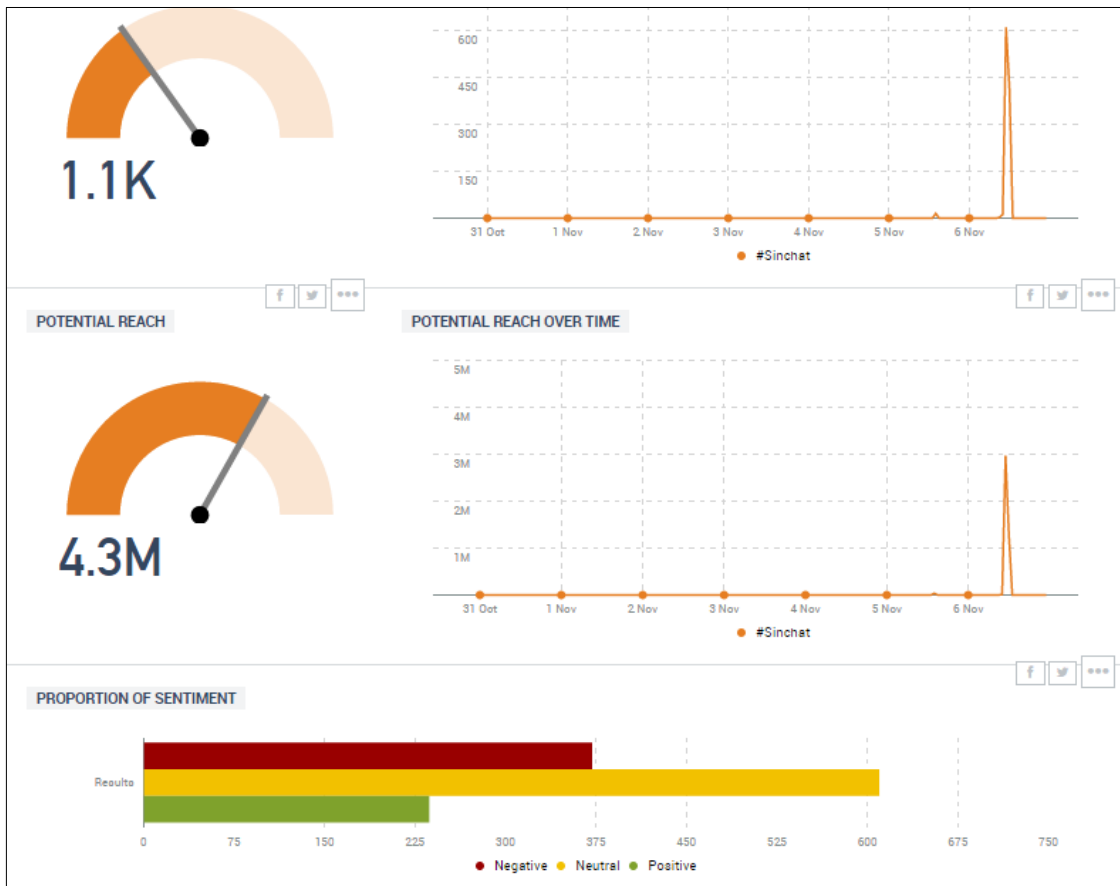 600
450
300
150
1.1K
31 Oct 1 Nov 2 Nov 3 Nov 4 Nov 5 Nov 6 Nov
#Sinchat
POTENTIAL REACH
POTENTIAL REACH OVER TIME
5M
4M
3M
2M
1M
4.3M
31 Oct 1 Nov 2 Nov 3 Nov 4 Nov 5 Nov 6 Nov
#Sinchat
PROPORTION OF SENTIMENT
Results
0 75 150 225 300 375 450 525 600 675 750
Negative Neutral Positive